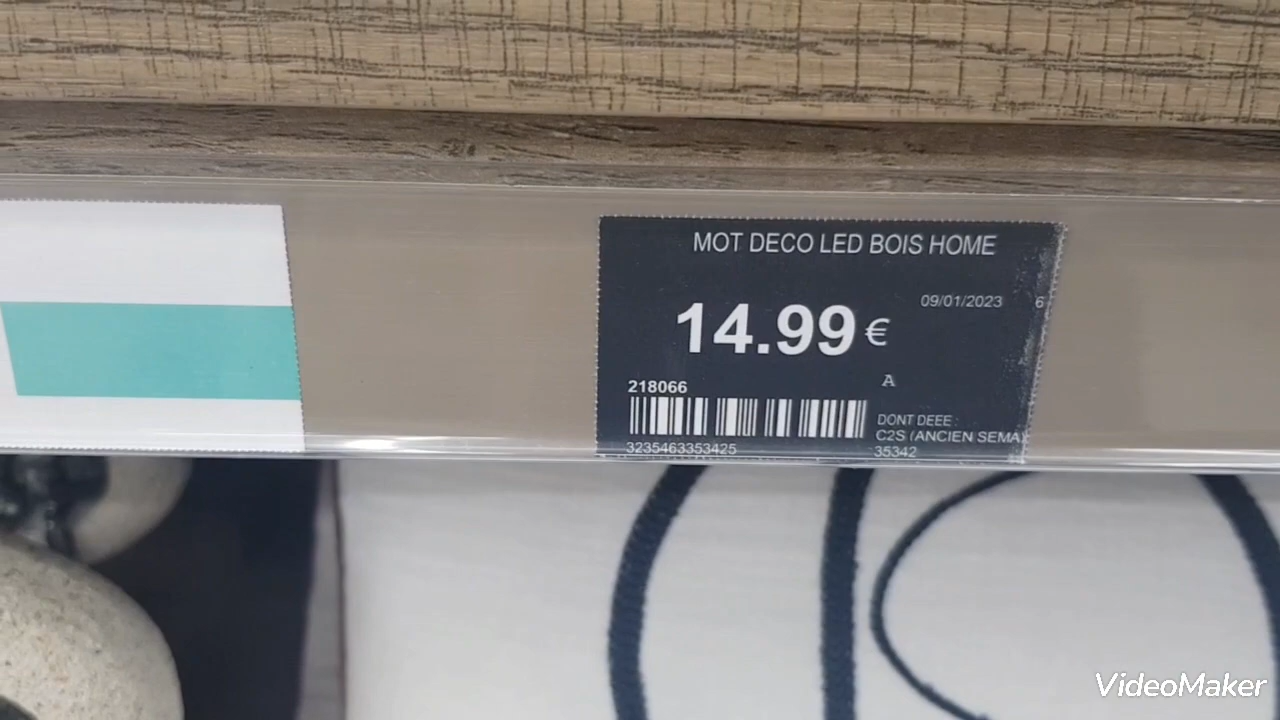 MOT DECO LED BOIS HOME
09/01/2023 6
14.99 €
A
218066
DONT DEEE :
C2S (ANCIEN SEMA
3235463353425
35342
VideoMaker